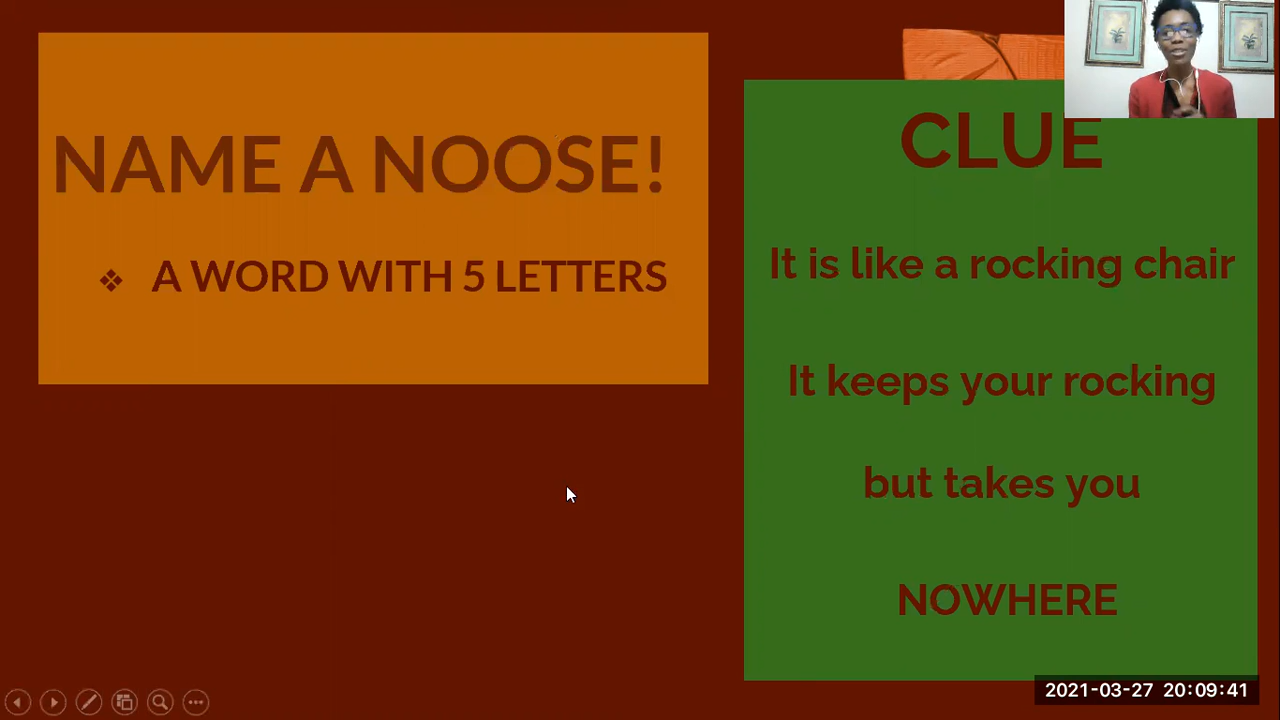 NAME A NOOSE!
❖ A WORD WITH 5 LETTERS
CLUE
It is like a rocking chair
It keeps your rocking
but takes you
NOWHERE
2021-03-27 20:09:41